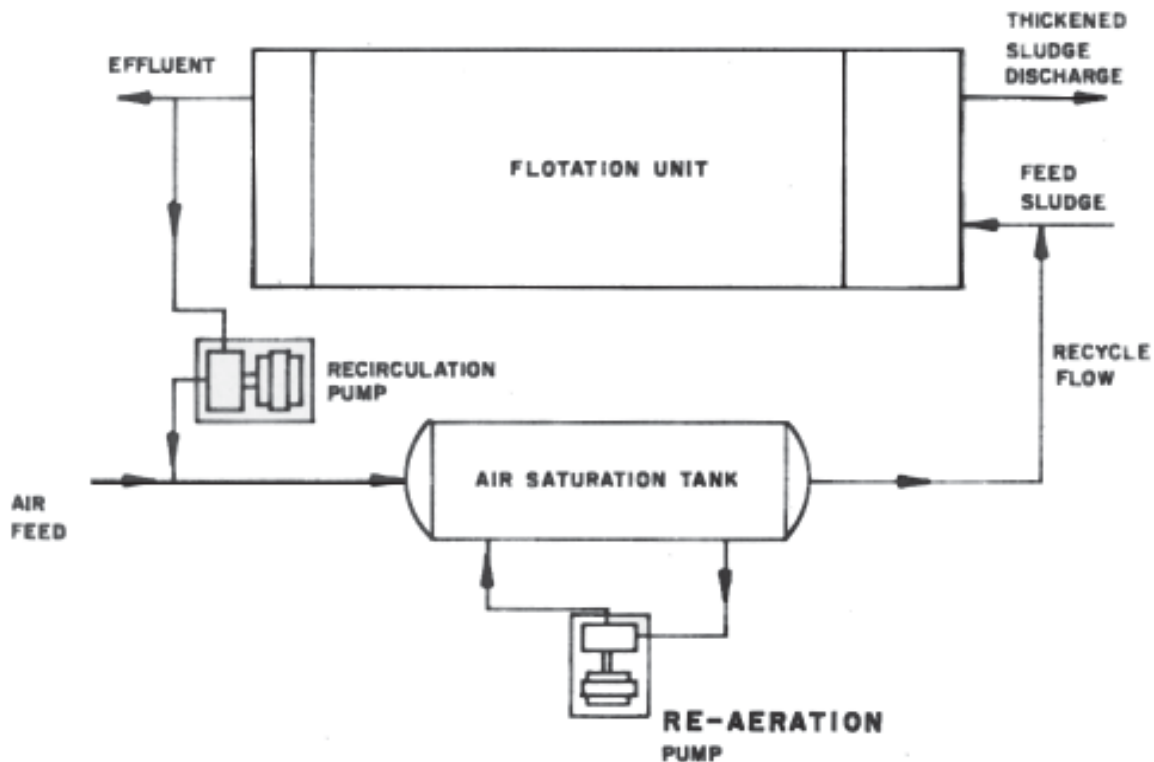 THICKENED
SLUDGE
DISCHARGE
EFFLUENT
FLOTATION UNIT
FEED
SLUDGE
RECIRCULATION
PUMP
RECYCLE
FLOW
AIR SATURATION TANK
AIR
FEED
RE-AERATION
PUMP